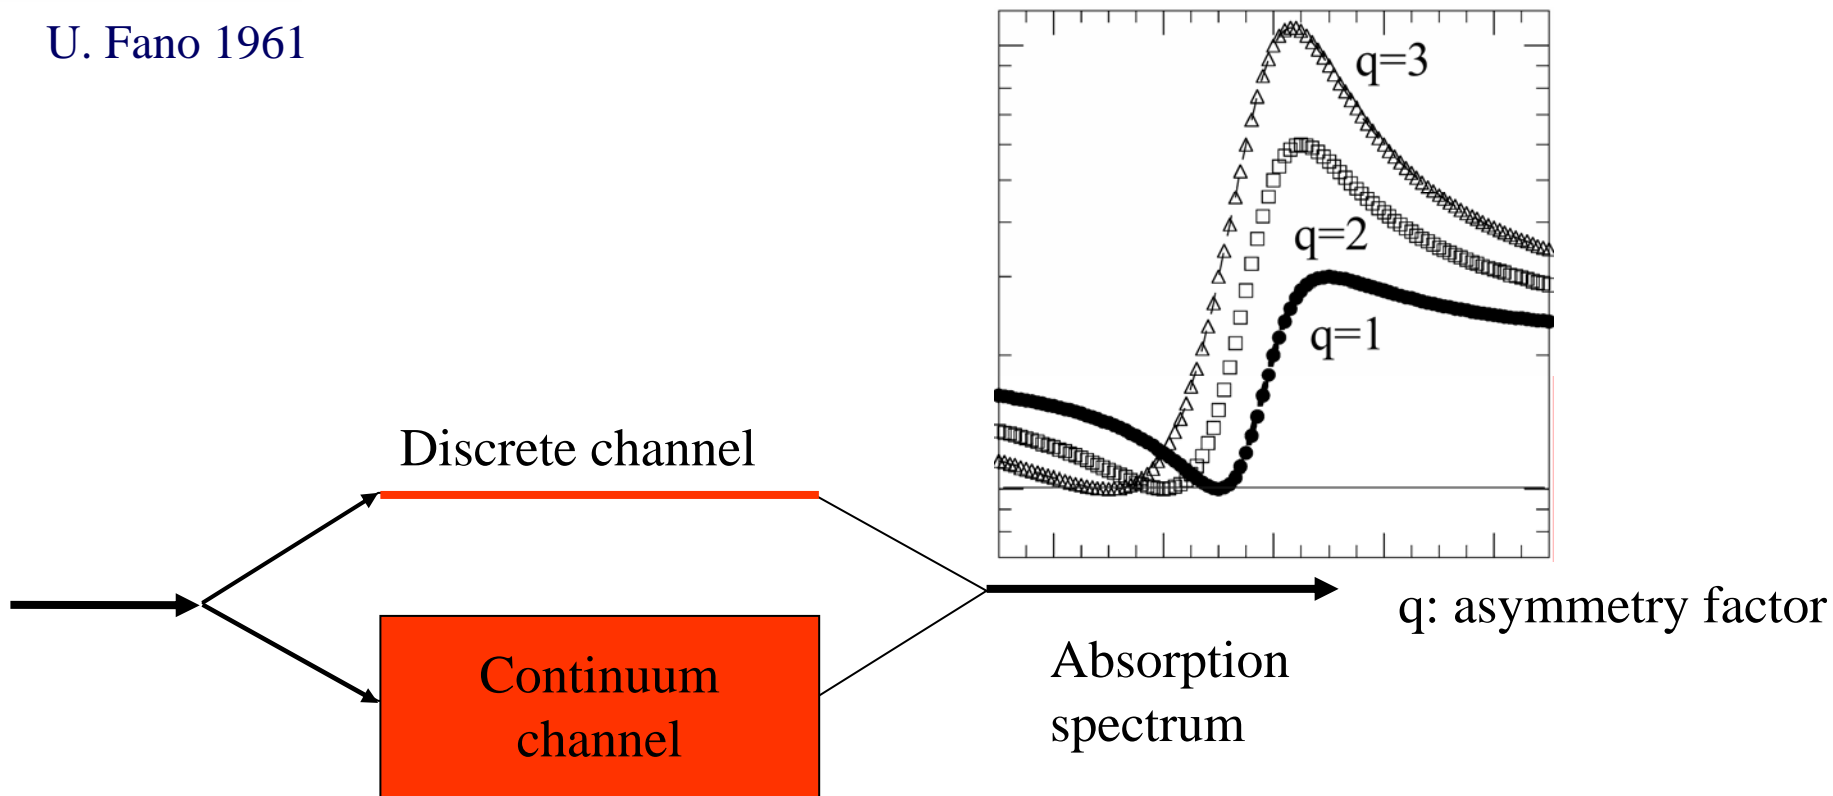 U. Fano 1961
q=3
q=2
q=1
Discrete channel
Continuum
channel
q: asymmetry factor
Absorption
spectrum